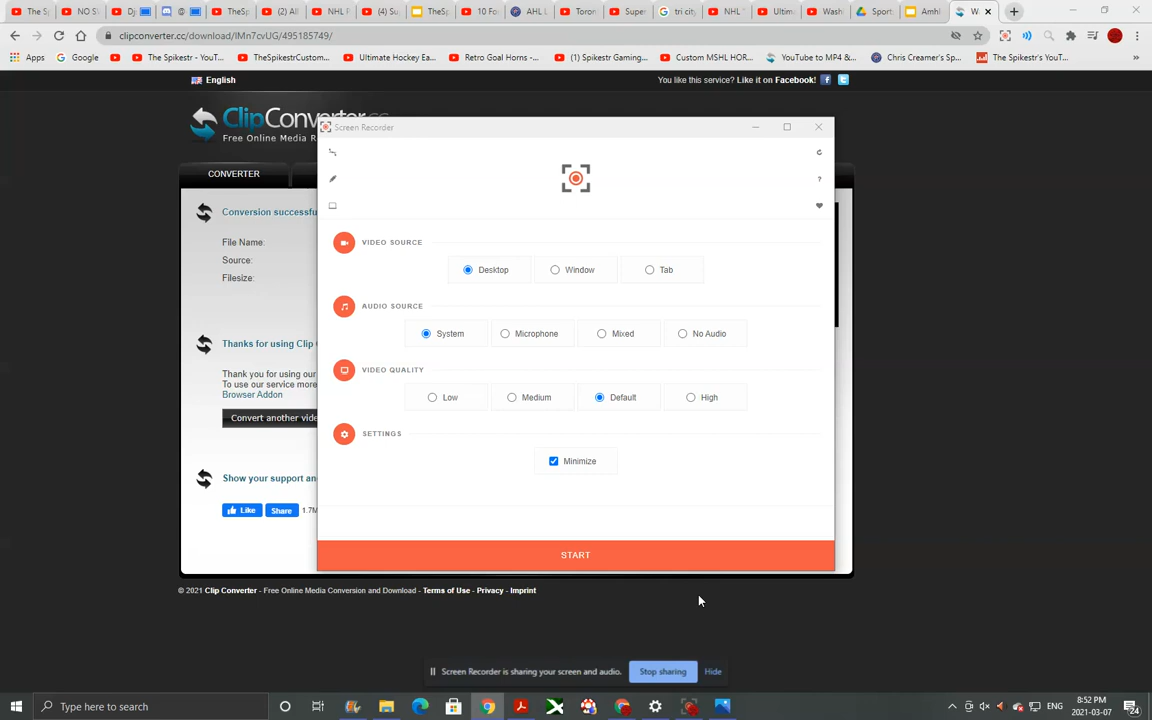 The S|
NO S
Dj
@
TheSp
(2) All
NHL F
(4) Su
TheSp
10 Fo
AHL L
Toron
Super
tri city
NHL
Ultim
Wash
Sports
Amhl
W
clipconverter.cc/download/IMn7cvUG/495185749/
Apps
Google
The Spikestr - YouT...
TheSpikestrCustom...
Ultimate Hockey Ea...
Retro Goal Horns -...
(1) Spikestr Gaming...
Custom MSHL HOR...
YouTube to MP4 &...
Chris Creamer's Sp...
The Spikestr's YouT...
»
English
You like this service? Like it on Facebook!
ClipConverter.cc
Free Online Media R
Screen Recorder
CONVERTER
Conversion successfu
File Name:
Source:
Filesize:
VIDEO SOURCE
Desktop
Window
Tab
AUDIO SOURCE
System
Microphone
Mixed
No Audio
Thanks for using Clip
Thank you for using our
To use our service more
Browser Addon
Convert another vide
VIDEO QUALITY
Low
Medium
Default
High
SETTINGS
Minimize
Show your support an
Like
Share
1.7M
START
© 2021 Clip Converter - Free Online Media Conversion and Download - Terms of Use - Privacy - Imprint
Screen Recorder is sharing your screen and audio.
Stop sharing
Hide
Type here to search
ENG
8:52 PM
2021-03-07
24